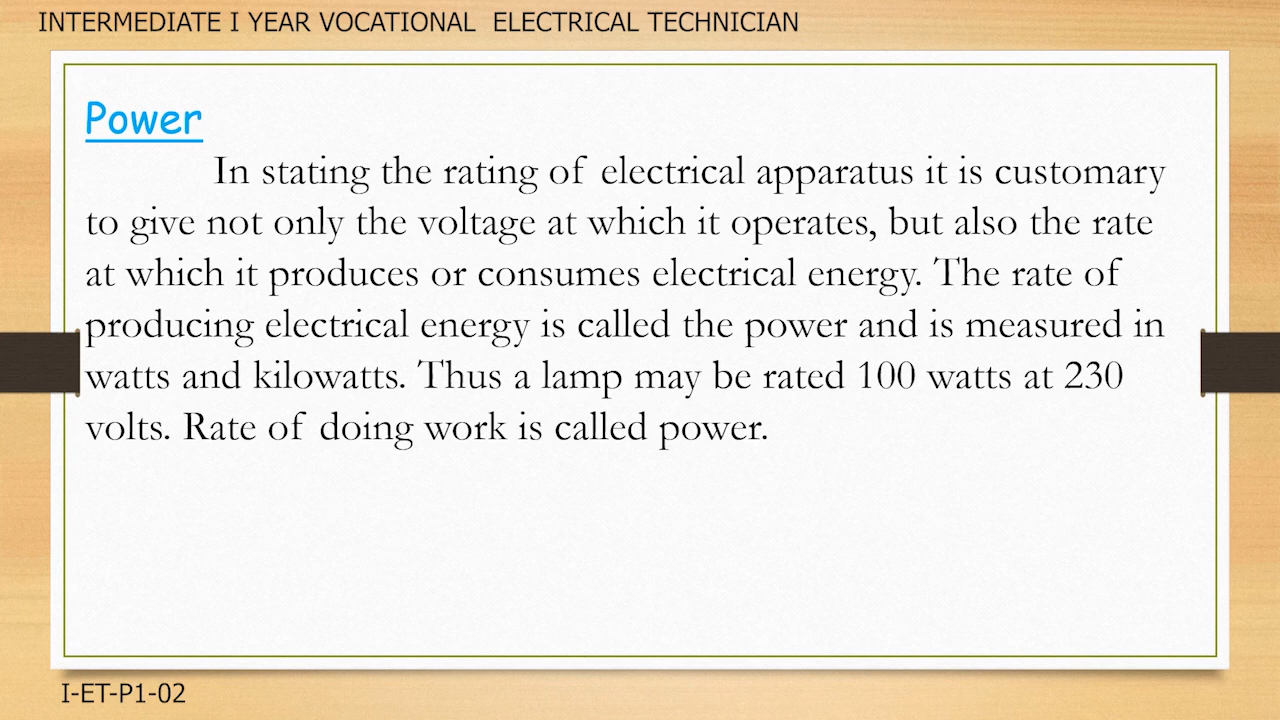 INTERMEDIATE I YEAR VOCATIONAL ELECTRICAL TECHNICIAN
Power
In stating the rating of electrical apparatus it is customary
to give not only the voltage at which it operates, but also the rate
at which it produces or consumes electrical energy. The rate of
producing electrical energy is called the power and is measured in
watts and kilowatts. Thus a lamp may be rated 100 watts at 230
volts. Rate of doing work is called power.
I-ET-P1-02